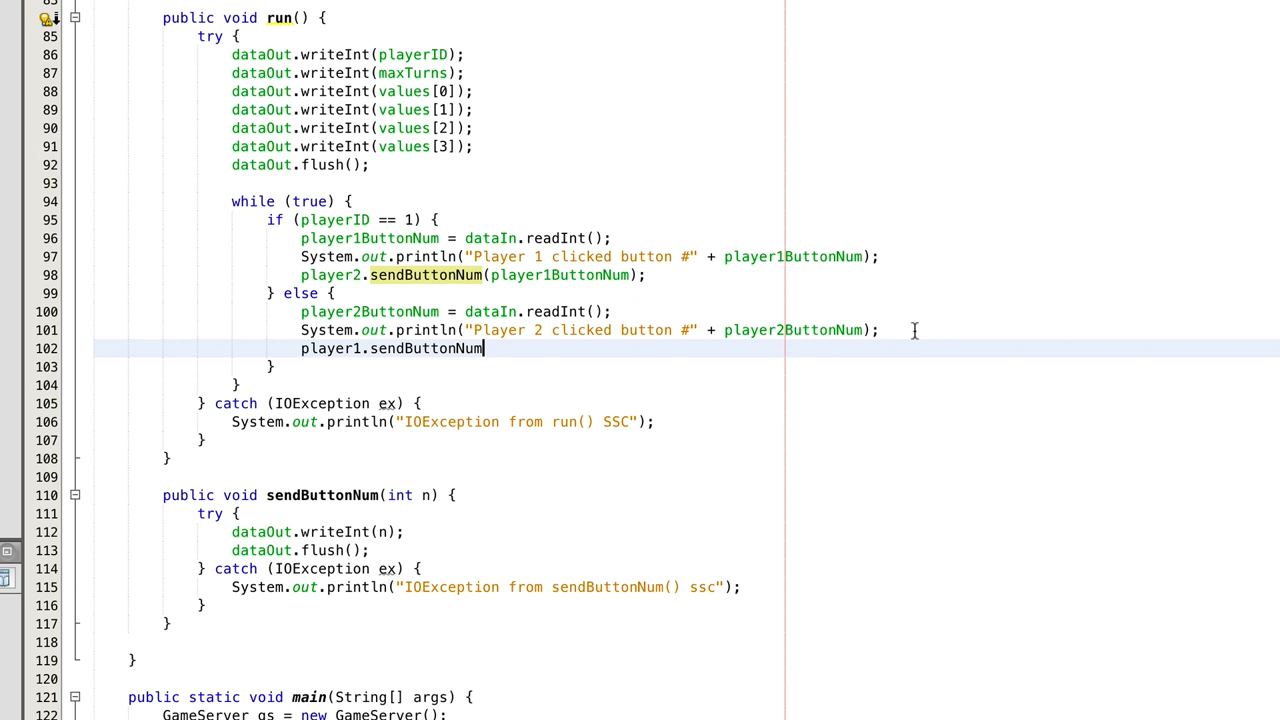 public void run() {
85 try {
86 dataOut.writeInt(playerID);
87 dataOut.writeInt(maxTurns);
88 dataOut.writeInt(values[0]);
89 dataOut.writeInt(values[1]);
90 dataOut.writeInt(values[2]);
91 dataOut.writeInt(values[3]);
92 dataOut.flush();
93
94 while (true) {
95 if (playerID == 1) {
96 player1ButtonNum = dataIn.readInt();
97 System.out.println("Player 1 clicked button #" + player1ButtonNum);
98 player2.sendButtonNum(player1ButtonNum);
99 } else {
100 player2ButtonNum = dataIn.readInt();
101 System.out.println("Player 2 clicked button #" + player2ButtonNum);
102 player1.sendButtonNum
103 }
104 }
105 } catch (IOException ex) {
106 System.out.println("IOException from run() SSC");
107 }
108 }
109
110 public void sendButtonNum(int n) {
111 try {
112 dataOut.writeInt(n);
113 dataOut.flush();
114 } catch (IOException ex) {
115 System.out.println("IOException from sendButtonNum() ssc");
116 }
117 }
118
119 }
120
121 public static void main(String[] args) {
122 GameServer gs = new GameServer();